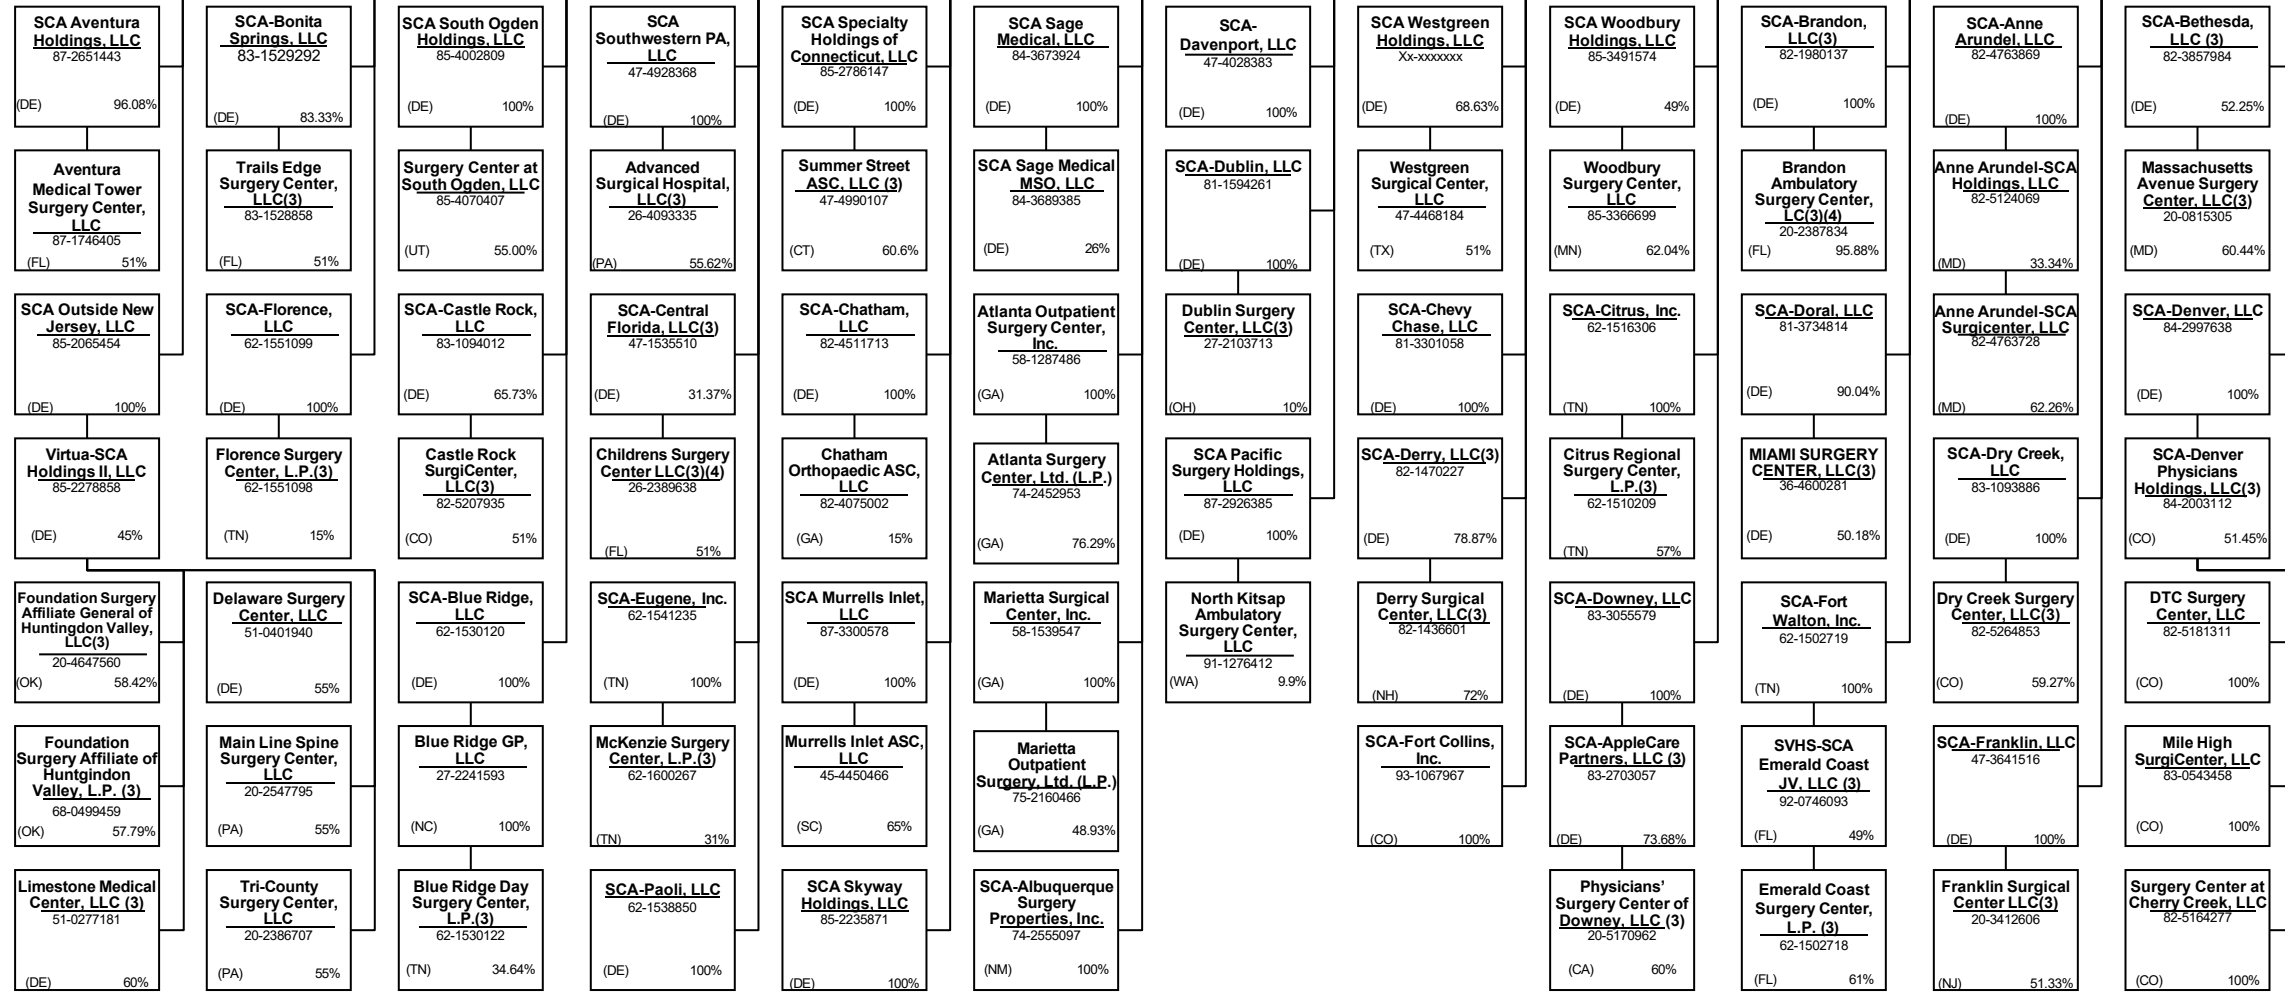 SCA Aventura
Holdings, LLC
87-2651443
(DE) 96.08%
Aventura
Medical Tower
Surgery Center,
LLC
87-1746405
(FL) 51%
SCA Outside New
Jersey, LLC
85-2065454
(DE) 100%
Virtua-SCA
Holdings II, LLC
85-2278858
(DE) 45%
Foundation Surgery
Affiliate General of
Huntingdon Valley,
LLC(3)
20-4647560
(OK) 58.42%
Foundation
Surgery Affiliate of
Huntgindon
Valley, L.P. (3)
68-0499459
(OK) 57.79%
Limestone Medical
Center, LLC (3)
51-0277181
(DE) 60%
SCA-Bonita
Springs, LLC
83-1529292
(DE) 83.33%
Trails Edge
Surgery Center,
LLC(3)
83-1528858
(FL) 51%
SCA-Florence,
LLC
62-1551099
(DE) 100%
Florence Surgery
Center, L.P.(3)
62-1551098
(TN) 15%
Delaware Surgery
Center, LLC
51-0401940
(DE) 55%
Main Line Spine
Surgery Center,
LLC
20-2547795
(PA) 55%
Tri-County
Surgery Center,
LLC
20-2386707
(PA) 55%
SCA South Ogden
Holdings, LLC
85-4002809
(DE) 100%
Surgery Center at
South Ogden, LLC
85-4070407
(UT) 55.00%
SCA-Castle Rock,
LLC
83-1094012
(DE) 65.73%
Castle Rock
SurgiCenter,
LLC(3)
82-5207935
(CO) 51%
SCA-Blue Ridge,
LLC
62-1530120
(DE) 100%
Blue Ridge GP,
LLC
27-2241593
(NC) 100%
Blue Ridge Day
Surgery Center,
L.P.(3)
62-1530122
(TN) 34.64%
SCA
Southwestern PA,
LLC
47-4928368
(DE) 100%
Advanced
Surgical Hospital,
LLC(3)
26-4093335
(PA) 55.62%
SCA-Central
Florida, LLC(3)
47-1535510
(DE) 31.37%
Childrens Surgery
Center LLC(3)(4)
26-2389638
(FL) 51%
SCA-Eugene, Inc.
62-1541235
(TN) 100%
McKenzie Surgery
Center, L.P.(3)
62-1600267
(TN) 31%
SCA-Paoli, LLC
62-1538850
(DE) 100%
SCA Specialty
Holdings of
Connecticut, LLC
85-2786147
(DE) 100%
Summer Street
ASC, LLC (3)
47-4990107
(CT) 60.6%
SCA-Chatham,
LLC
82-4511713
(DE) 100%
Chatham
Orthopaedic ASC,
LLC
82-4075002
(GA) 15%
SCA Murrells Inlet,
LLC
87-3300578
(DE) 100%
Murrells Inlet ASC,
LLC
45-4450466
(SC) 65%
SCA Skyway
Holdings, LLC
85-2235871
(DE) 100%
SCA Sage
Medical, LLC
84-3673924
(DE) 100%
SCA Sage Medical
MSO, LLC
84-3689385
(DE) 26%
Atlanta Outpatient
Surgery Center,
Inc.
58-1287486
(GA) 100%
Atlanta Surgery
Center, Ltd. (L.P.)
74-2452953
(GA) 76.29%
Marietta Surgical
Center, Inc.
58-1539547
(GA) 100%
Marietta
Outpatient
Surgery, Ltd. (L.P.)
75-2160466
(GA) 48.93%
SCA-Albuquerque
Surgery
Properties, Inc.
74-2555097
(NM) 100%
SCA-
Davenport, LLC
47-4028383
(DE) 100%
SCA-Dublin, LLC
81-1594261
(DE) 100%
Dublin Surgery
Center, LLC(3)
27-2103713
(OH) 10%
SCA Pacific
Surgery Holdings,
LLC
87-2926385
(DE) 100%
North Kitsap
Ambulatory
Surgery Center,
LLC
91-1276412
(WA) 9.9%
SCA Westgreen
Holdings, LLC
Xx-xxxxxxx
(DE) 68.63%
Westgreen
Surgical Center,
LLC
47-4468184
(TX) 51%
SCA-Chevy
Chase, LLC
81-3301058
(DE) 100%
SCA-Derry, LLC(3)
82-1470227
(DE) 78.87%
Derry Surgical
Center, LLC(3)
82-1436601
(NH) 72%
SCA-Fort Collins,
Inc.
93-1067967
(CO) 100%
SCA Woodbury
Holdings, LLC
85-3491574
(DE) 49%
Woodbury
Surgery Center,
LLC
85-3366699
(MN) 62.04%
SCA-Citrus, Inc.
62-1516306
(TN) 100%
Citrus Regional
Surgery Center,
L.P.(3)
62-1510209
(TN) 57%
SCA-Downey, LLC
83-3055579
(DE) 100%
SCA-AppleCare
Partners, LLC (3)
83-2703057
(DE) 73.68%
Physicians’
Surgery Center of
Downey, LLC (3)
20-5170962
(CA) 60%
SCA-Brandon,
LLC(3)
82-1980137
(DE) 100%
Brandon
Ambulatory
Surgery Center,
LC(3)(4)
20-2387834
(FL) 95.88%
SCA-Doral, LLC
81-3734814
(DE) 90.04%
MIAMI SURGERY
CENTER, LLC(3)
36-4600281
(DE) 50.18%
SCA-Fort
Walton, Inc.
62-1502719
(TN) 100%
SVHS-SCA
Emerald Coast
JV, LLC (3)
92-0746093
(FL) 49%
Emerald Coast
Surgery Center,
L.P. (3)
62-1502718
(FL) 61%
SCA-Anne
Arundel, LLC
82-4763869
(DE) 100%
Anne Arundel-SCA
Holdings, LLC
82-5124069
(MD) 33.34%
Anne Arundel-SCA
Surgicenter, LLC
82-4763728
(MD) 62.26%
SCA-Dry Creek,
LLC
83-1093886
(DE) 100%
Dry Creek Surgery
Center, LLC(3)
82-5264853
(CO) 59.27%
SCA-Franklin, LLC
47-3641516
(DE) 100%
Franklin Surgical
Center LLC(3)
20-3412606
(NJ) 51.33%
SCA-Bethesda,
LLC (3)
82-3857984
(DE) 52.25%
Massachusetts
Avenue Surgery
Center, LLC(3)
20-0815305
(MD) 60.44%
SCA-Denver, LLC
84-2997638
(DE) 100%
SCA-Denver
Physicians
Holdings, LLC(3)
84-2003112
(CO) 51.45%
DTC Surgery
Center, LLC
82-5181311
(CO) 100%
Mile High
SurgiCenter, LLC
83-0543458
(CO) 100%
Surgery Center at
Cherry Creek, LLC
82-5164277
(CO) 100%